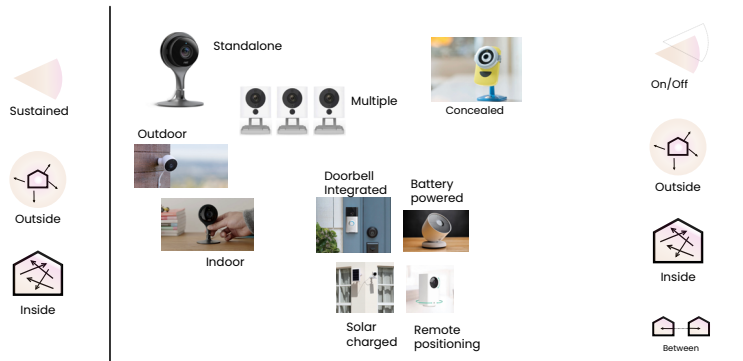 Sustained
Outside
Inside
Standalone
Multiple
Concealed
Outdoor
Indoor
Doorbell
Integrated
Battery
powered
Solar
charged
Remote
positioning
On/Off
Outside
Inside
Between